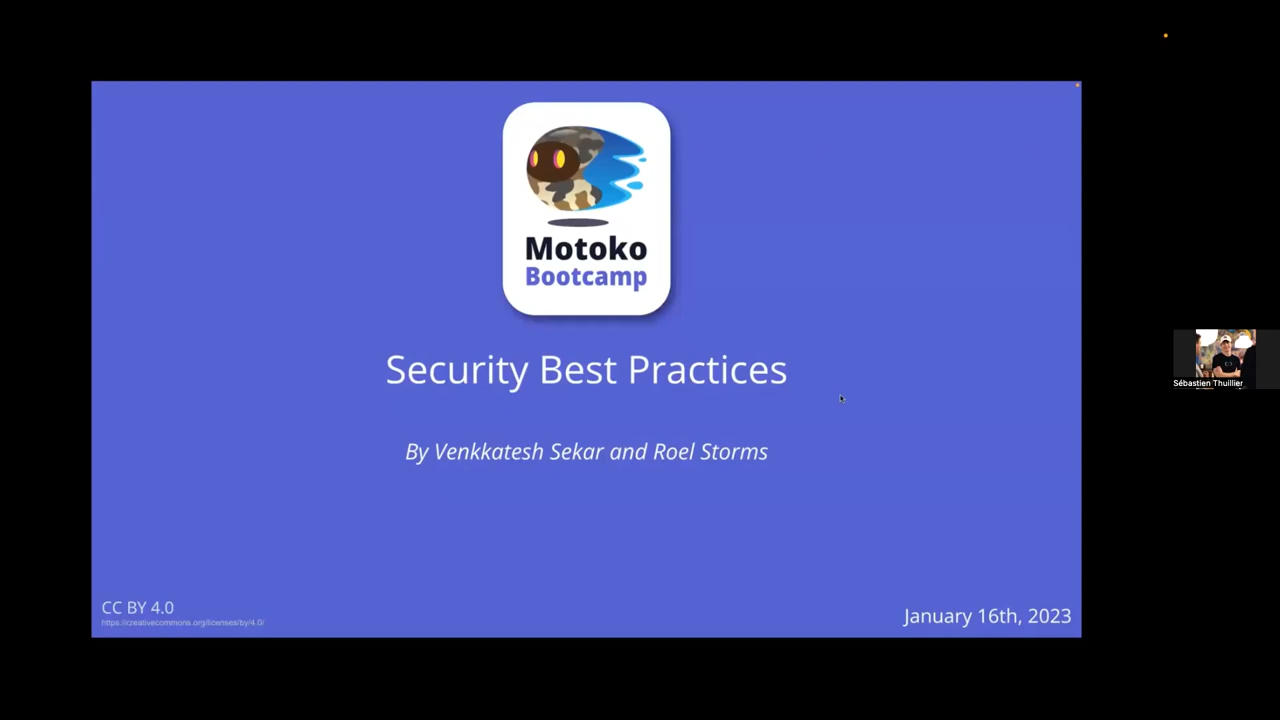 Motoko
Bootcamp
Security Best Practices
By Venkkatesh Sekar and Roel Storms
CC BY 4.0
https://creativecommons.org/licenses/by/4.0/
January 16th, 2023
Sébastien Thuillier